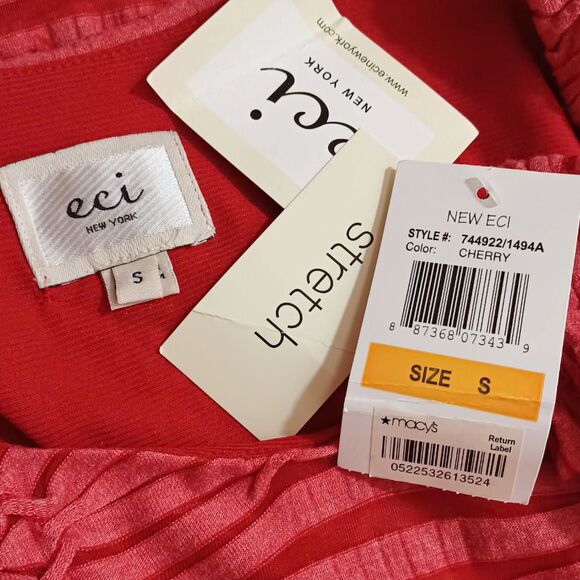 eci
NEW YORK
S
www.ecinewyork.com
eci
NEW YORK
stretch
NEW ECI
STYLE #: 744922/1494A
Color: CHERRY
8 87368 07343 9
SIZE S
★macy's
Return
Label
0522532613524